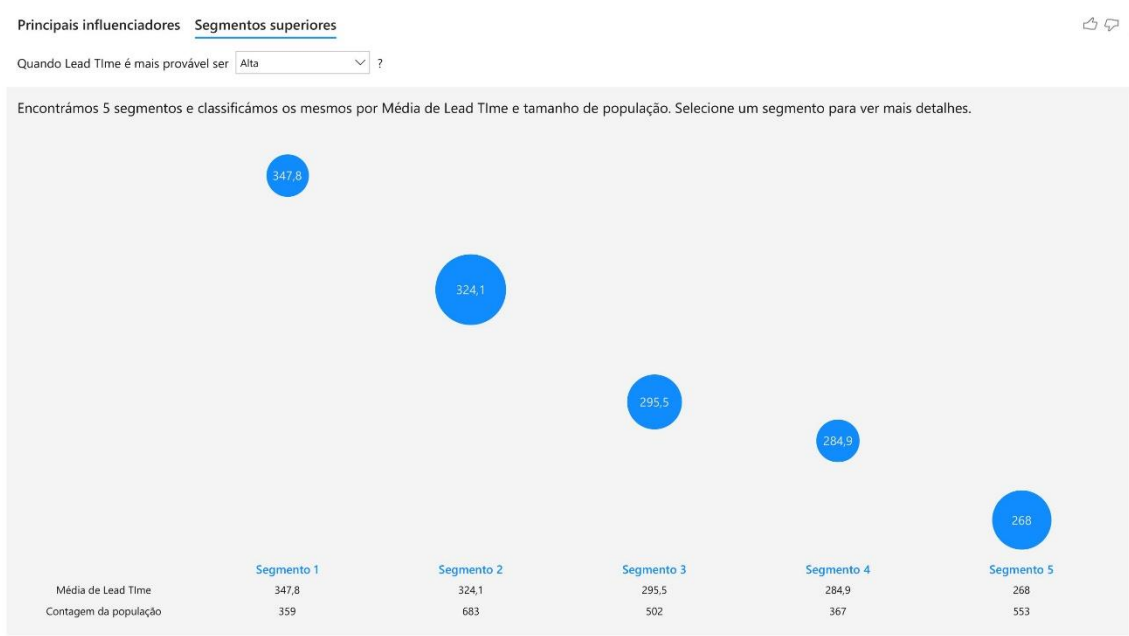 Principais influenciadores Segmentos superiores
Quando Lead TIme é mais provável ser Alta ?
Encontrámos 5 segmentos e classificámos os mesmos por Média de Lead TIme e tamanho de população. Selecione um segmento para ver mais detalhes.
347,8
324,1
295,5
284,9
268
Segmento 1 Segmento 2 Segmento 3 Segmento 4 Segmento 5
Média de Lead TIme 347,8 324,1 295,5 284,9 268
Contagem da população 359 683 502 367 553